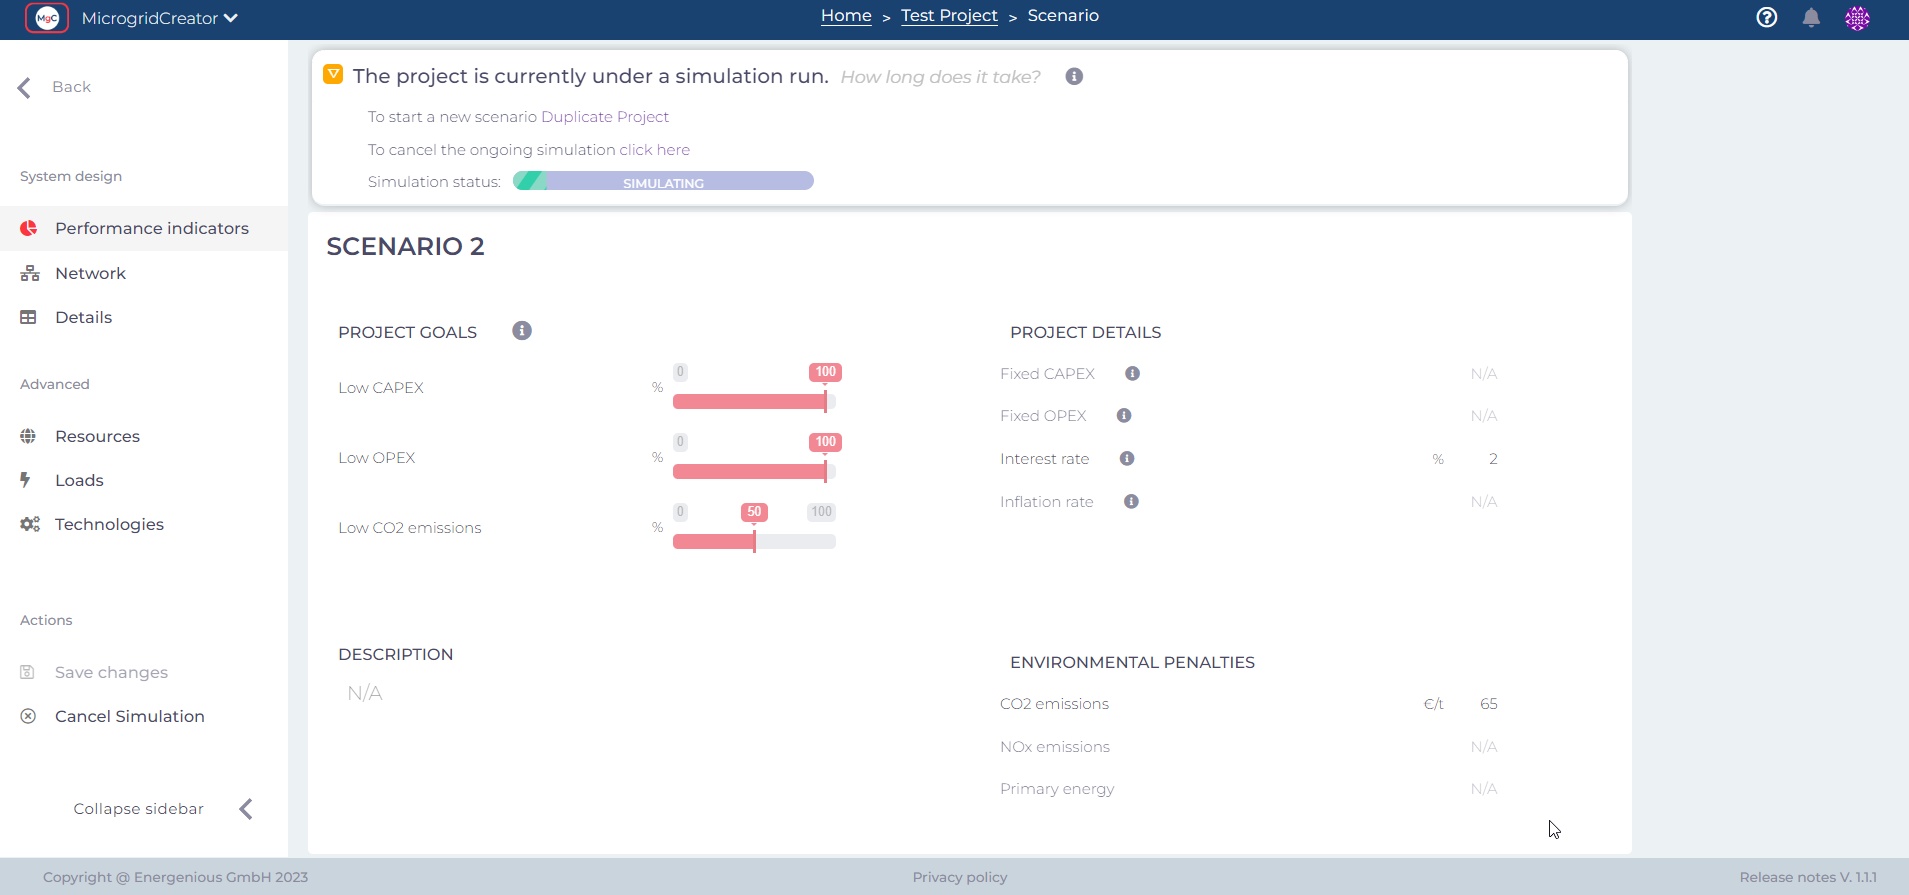 MgC MicrogridCreator
Home > Test Project > Scenario
Back
System design
Performance indicators
Network
Details
Advanced
Resources
Loads
Technologies
Actions
Save changes
Cancel Simulation
Collapse sidebar
The project is currently under a simulation run. How long does it take?
To start a new scenario Duplicate Project
To cancel the ongoing simulation click here
Simulation status: SIMULATING
SCENARIO 2
PROJECT GOALS
Low CAPEX % 0 100
Low OPEX % 0 100
Low CO2 emissions % 0 50 100
PROJECT DETAILS
Fixed CAPEX N/A
Fixed OPEX N/A
Interest rate % 2
Inflation rate N/A
DESCRIPTION
N/A
ENVIRONMENTAL PENALTIES
CO2 emissions €/t 65
NOx emissions N/A
Primary energy N/A
Copyright @ Energenious GmbH 2023
Privacy policy
Release notes V. 1.1.1